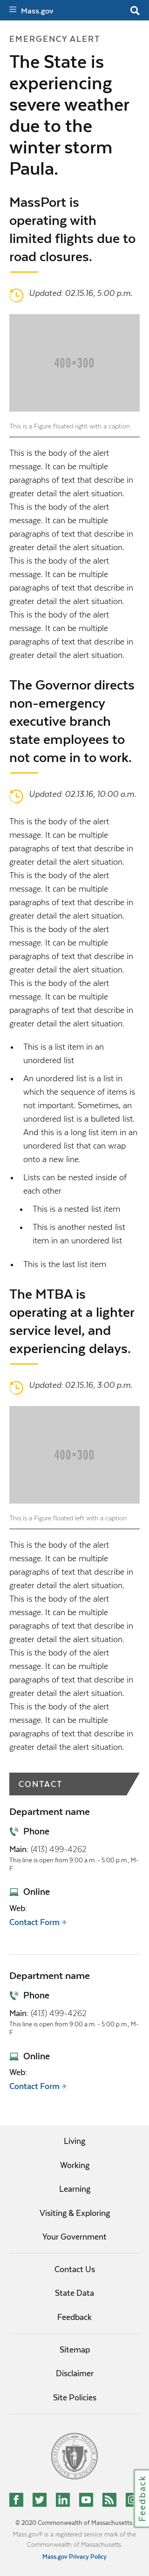 Mass.gov
EMERGENCY ALERT
The State is
experiencing
severe weather
due to the
winter storm
Paula.
MassPort is
operating with
limited flights due to
road closures.
Updated: 02.15.16, 5:00 p.m.
400×300
This is a Figure floated right with a caption
This is the body of the alert
message. It can be multiple
paragraphs of text that describe in
greater detail the alert situation.
This is the body of the alert
message. It can be multiple
paragraphs of text that describe in
greater detail the alert situation.
This is the body of the alert
message. It can be multiple
paragraphs of text that describe in
greater detail the alert situation.
This is the body of the alert
message. It can be multiple
paragraphs of text that describe in
greater detail the alert situation.
The Governor directs
non-emergency
executive branch
state employees to
not come in to work.
Updated: 02.13.16, 10:00 a.m.
This is the body of the alert
message. It can be multiple
paragraphs of text that describe in
greater detail the alert situation.
This is the body of the alert
message. It can be multiple
paragraphs of text that describe in
greater detail the alert situation.
This is the body of the alert
message. It can be multiple
paragraphs of text that describe in
greater detail the alert situation.
This is the body of the alert
message. It can be multiple
paragraphs of text that describe in
greater detail the alert situation.
• This is a list item in an
unordered list
• An unordered list is a list in
which the sequence of items is
not important. Sometimes, an
unordered list is a bulleted list.
And this is a long list item in an
unordered list that can wrap
onto a new line.
• Lists can be nested inside of
each other
• This is a nested list item
• This is another nested list
item in an unordered list
• This is the last list item
The MTBA is
operating at a lighter
service level, and
experiencing delays.
Updated: 02.15.16, 3:00 p.m.
400×300
This is a Figure floated left with a caption
This is the body of the alert
message. It can be multiple
paragraphs of text that describe in
greater detail the alert situation.
This is the body of the alert
message. It can be multiple
paragraphs of text that describe in
greater detail the alert situation.
This is the body of the alert
message. It can be multiple
paragraphs of text that describe in
greater detail the alert situation.
This is the body of the alert
message. It can be multiple
paragraphs of text that describe in
greater detail the alert situation.
CONTACT
Department name
Phone
Main: (413) 499-4262
This line is open from 9:00 a.m. - 5:00 p.m., M-
F
Online
Web:
Contact Form
Department name
Phone
Main: (413) 499-4262
This line is open from 9:00 a.m. - 5:00 p.m., M-
F
Online
Web:
Contact Form
Living
Working
Learning
Visiting & Exploring
Your Government
Contact Us
State Data
Feedback
Sitemap
Disclaimer
Site Policies
Feedback
© 2020 Commonwealth of Massachusetts.
Mass.gov® is a registered service mark of the
Commonwealth of Massachusetts.
Mass.gov Privacy Policy